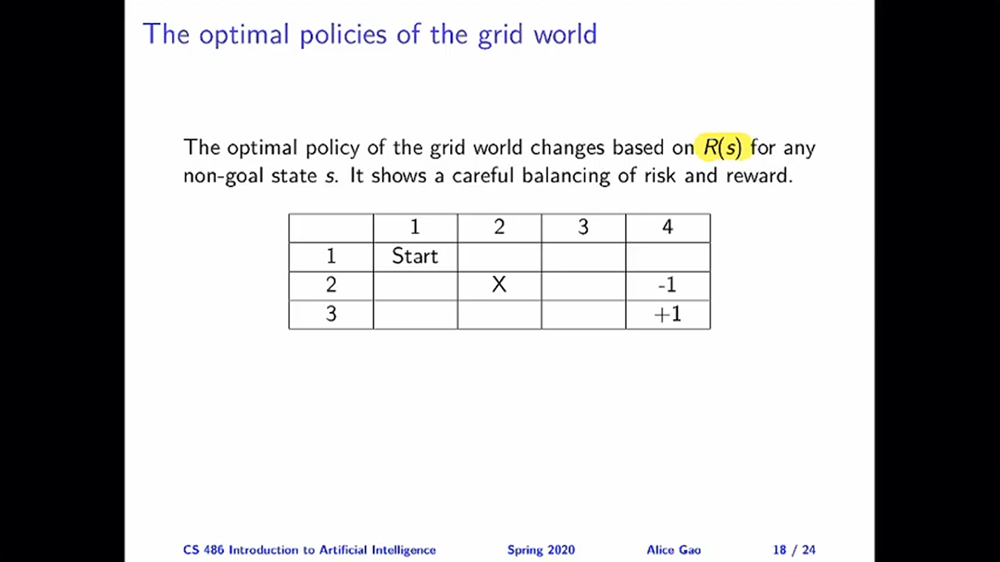 The optimal policies of the grid world
The optimal policy of the grid world changes based on R(s) for any
non-goal state s. It shows a careful balancing of risk and reward.
1 2 3 4
1 Start
2 X -1
3 +1
CS 486 Introduction to Artificial Intelligence Spring 2020 Alice Gao 18 / 24